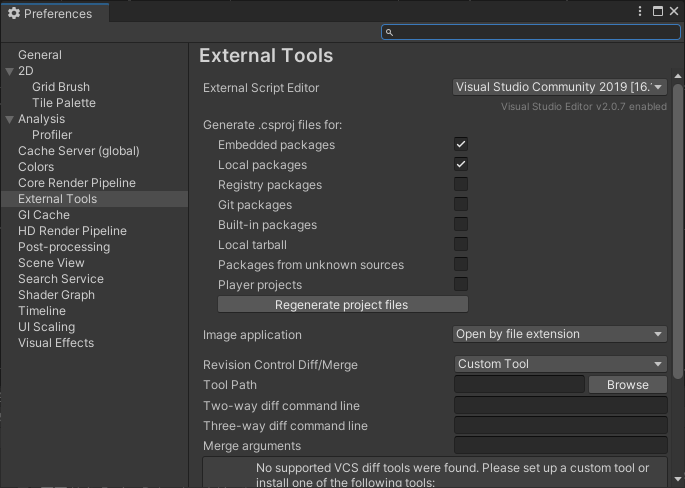 Preferences
General
2D
Grid Brush
Tile Palette
Analysis
Profiler
Cache Server (global)
Colors
Core Render Pipeline
External Tools
GI Cache
HD Render Pipeline
Post-processing
Scene View
Search Service
Shader Graph
Timeline
UI Scaling
Visual Effects
External Tools
External Script Editor Visual Studio Community 2019 [16.
Visual Studio Editor v2.0.7 enabled
Generate .csproj files for:
Embedded packages
Local packages
Registry packages
Git packages
Built-in packages
Local tarball
Packages from unknown sources
Player projects
Regenerate project files
Image application Open by file extension
Revision Control Diff/Merge Custom Tool
Tool Path Browse
Two-way diff command line
Three-way diff command line
Merge arguments
No supported VCS diff tools were found. Please set up a custom tool or
install one of the following tools: